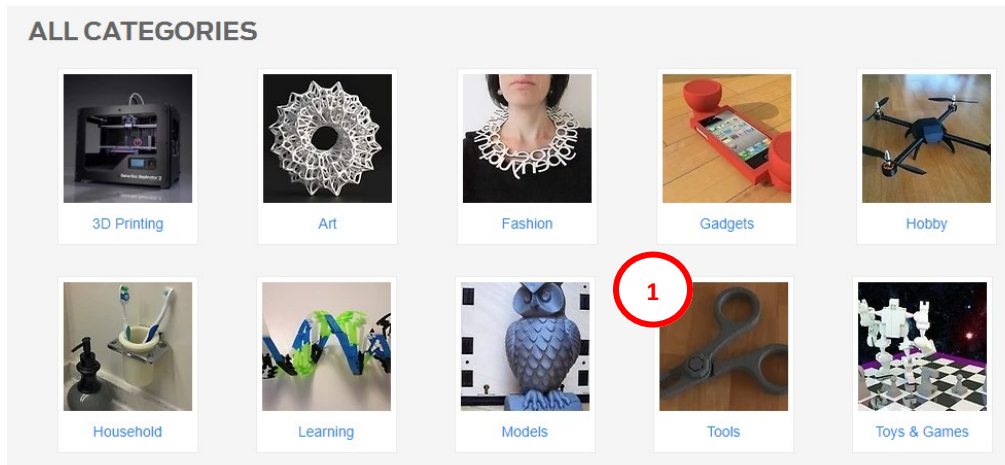 ALL CATEGORIES
3D Printing
Art
Fashion
Gadgets
Hobby
1
Household
Learning
Models
Tools
Toys & Games